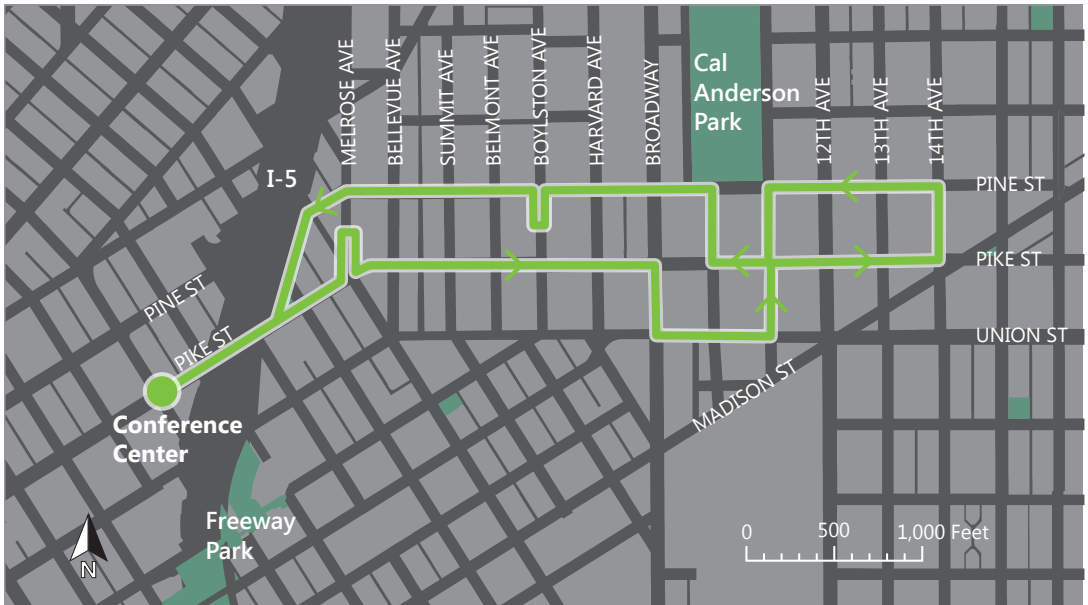 MELROSE AVE
BELLEVUE AVE
SUMMIT AVE
BELMONT AVE
BOYLSTON AVE
HARVARD AVE
BROADWAY
Cal
Anderson
Park
12TH AVE
13TH AVE
14TH AVE
I-5
PINE ST
PIKE ST
UNION ST
PINE ST
PIKE ST
MADISON ST
Conference
Center
Freeway
Park
N
0 500 1,000 Feet